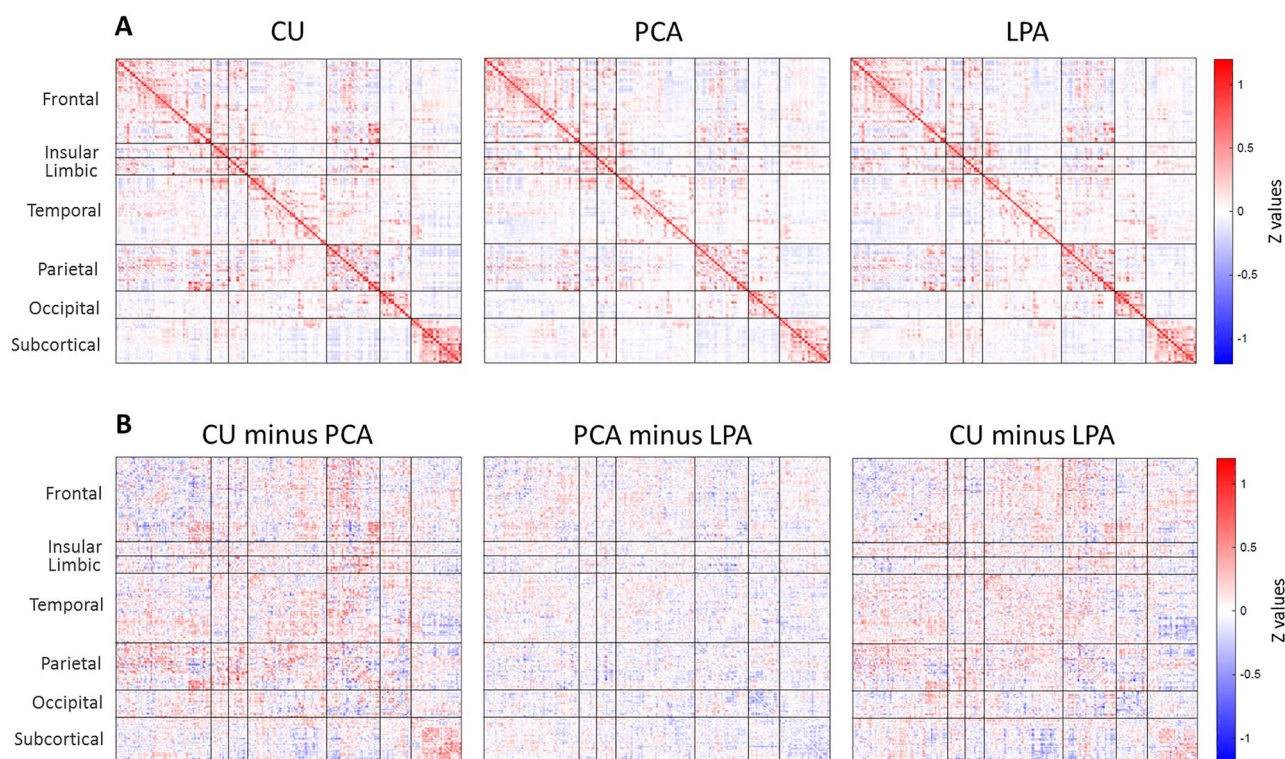 A
CU
PCA
LPA
Frontal
Insular
Limbic
Temporal
Parietal
Occipital
Subcortical
1
0.5
0
-0.5
-1
Z values
B
CU minus PCA
PCA minus LPA
CU minus LPA
Frontal
Insular
Limbic
Temporal
Parietal
Occipital
Subcortical
1
0.5
0
-0.5
-1
Z values